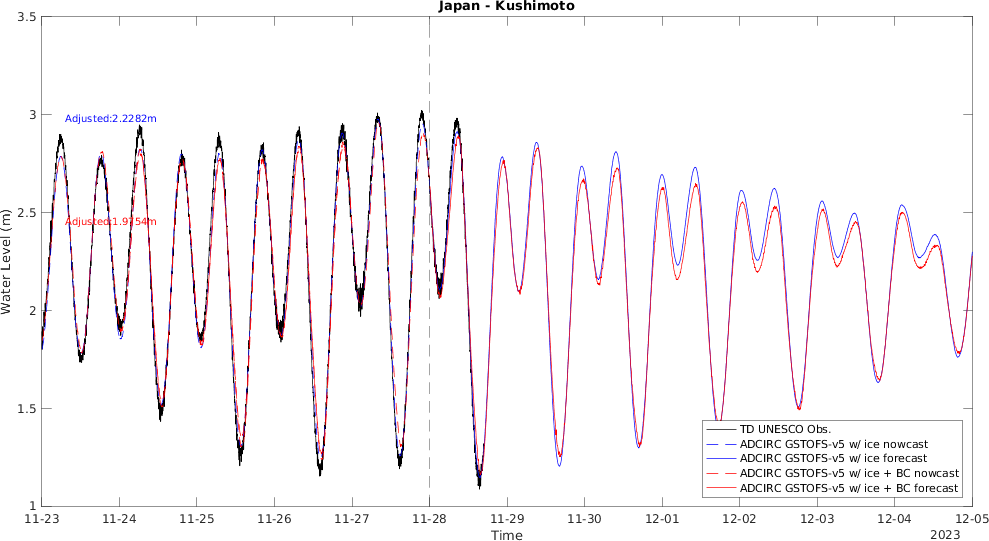 Japan - Kushimoto
3.5
3
2.5
2
1.5
1
Water Level (m)
Adjusted:2.2282m
Adjusted:1.9754m
TD UNESCO Obs.
ADCIRC GSTOFS-v5 w/ ice nowcast
ADCIRC GSTOFS-v5 w/ ice forecast
ADCIRC GSTOFS-v5 w/ ice + BC nowcast
ADCIRC GSTOFS-v5 w/ ice + BC forecast
11-23 11-24 11-25 11-26 11-27 11-28 11-29 11-30 12-01 12-02 12-03 12-04 12-05
Time
2023